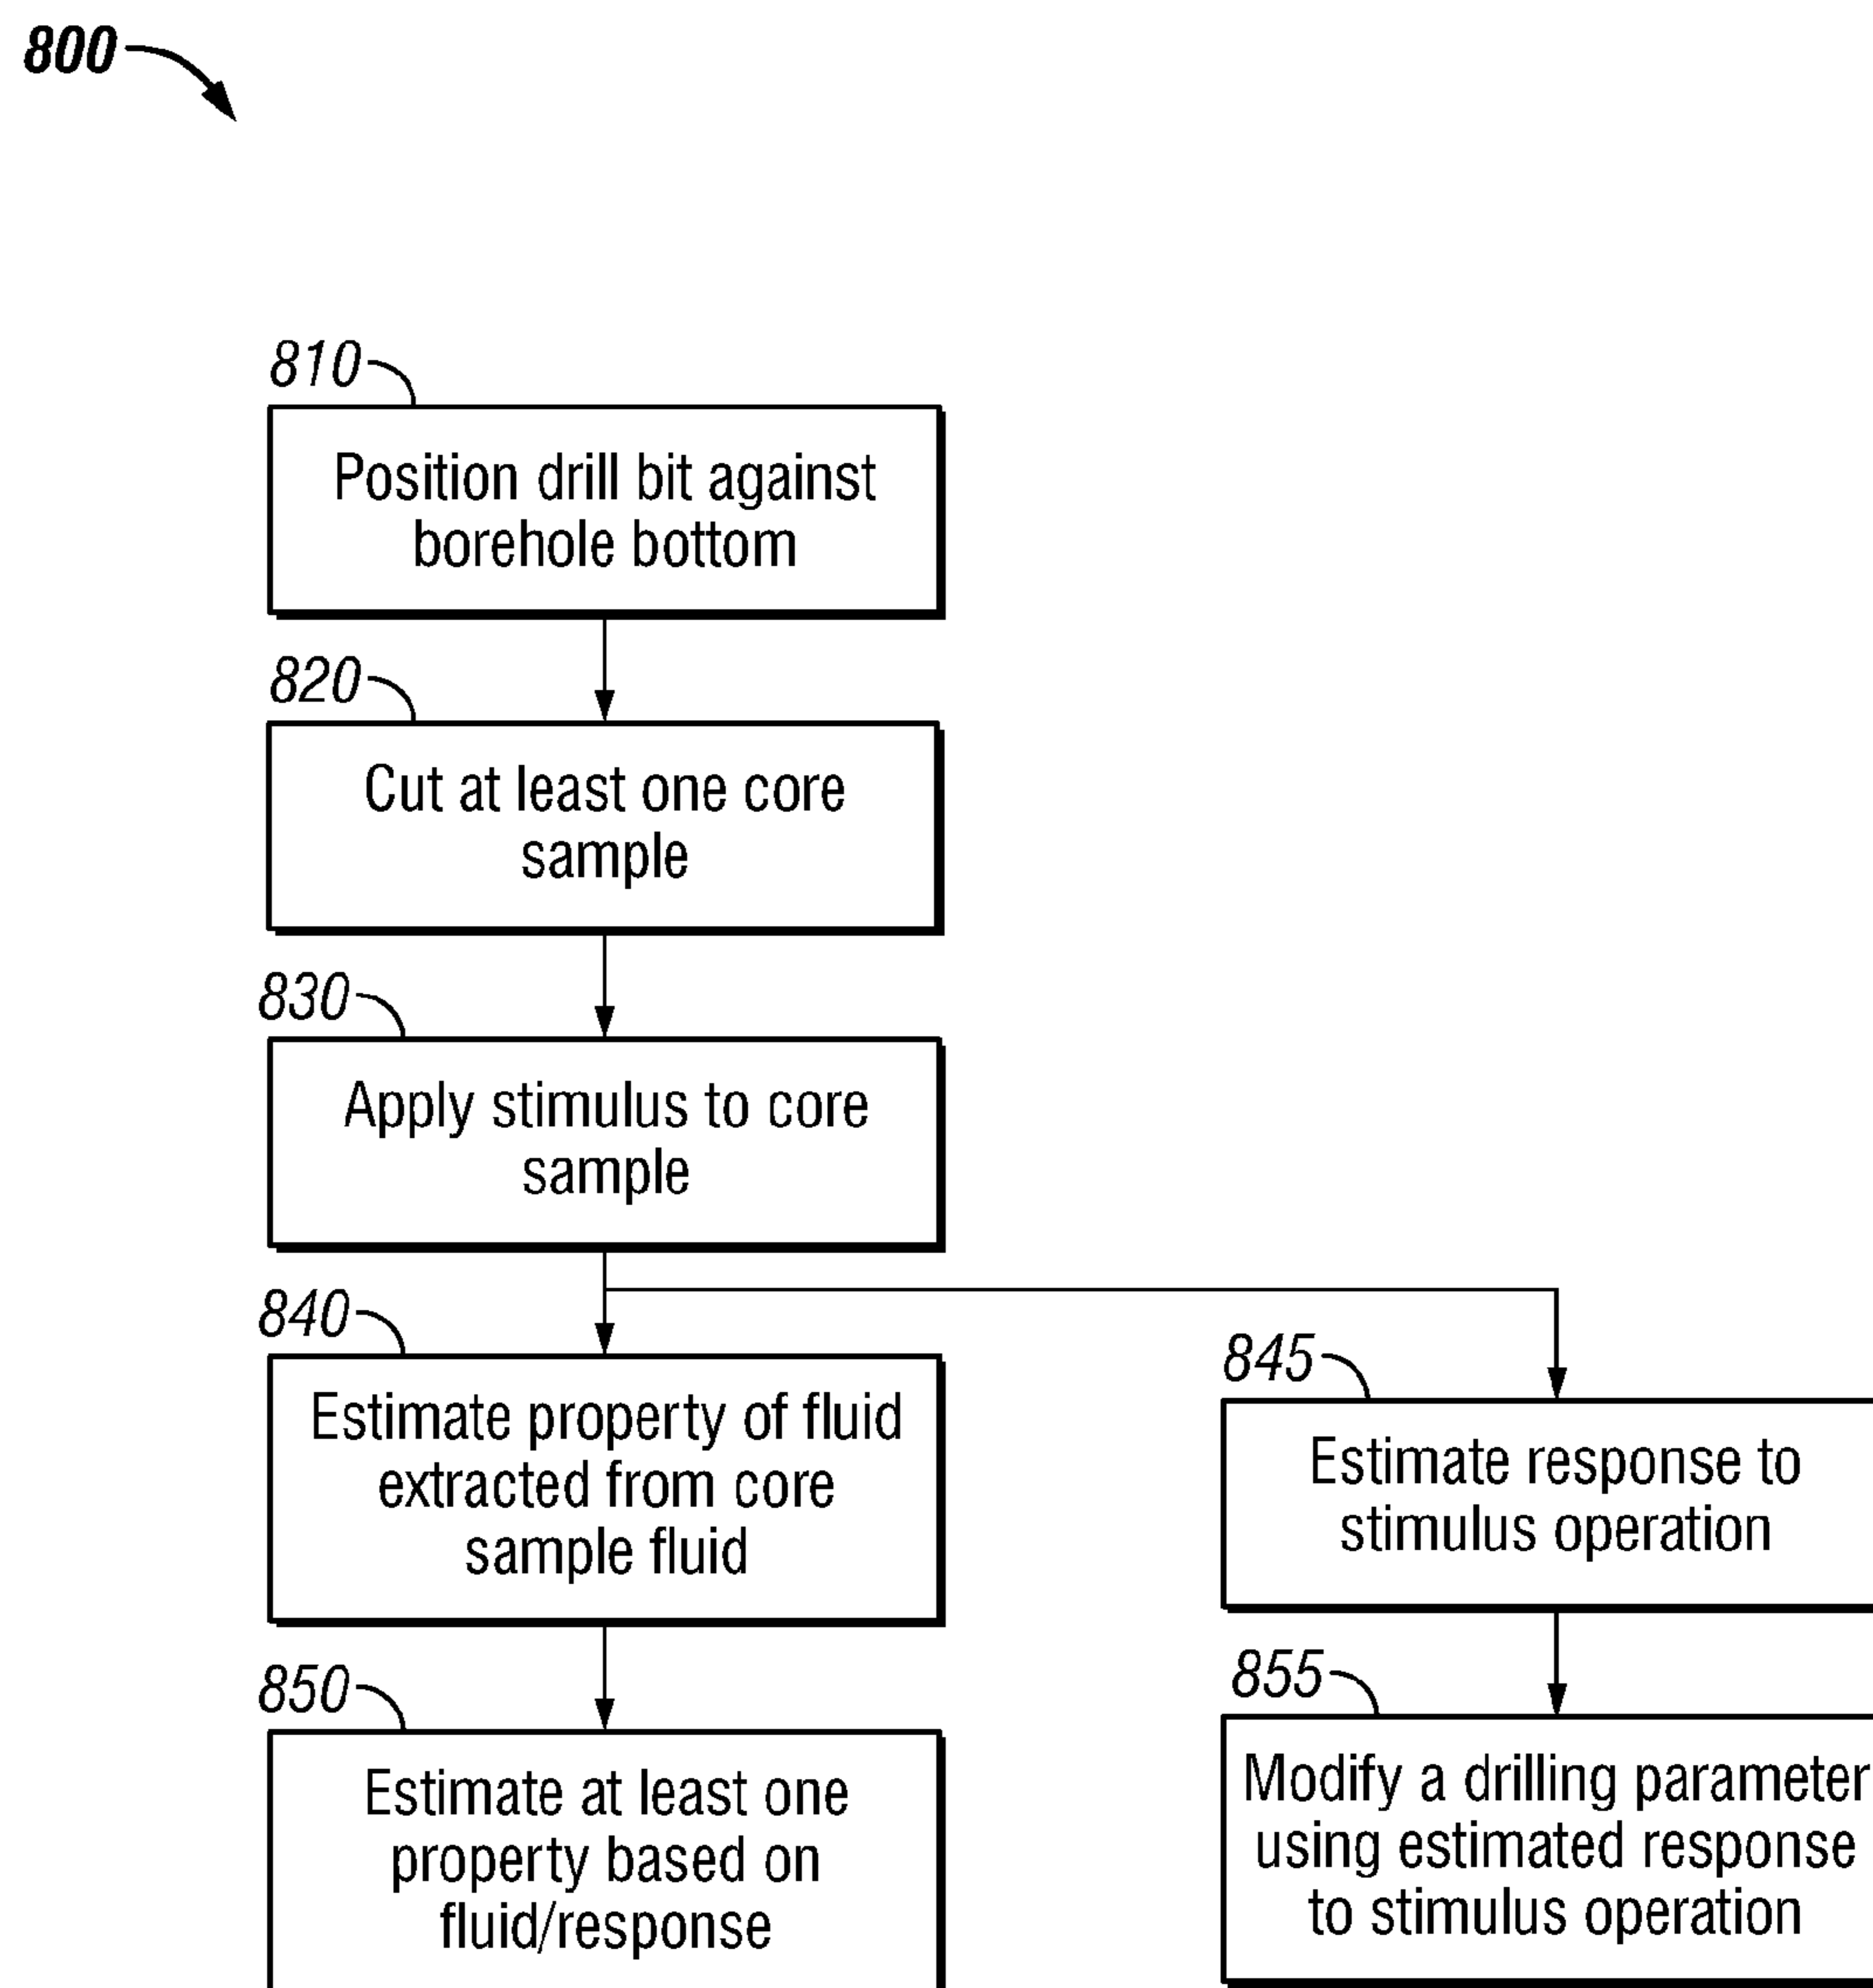 800
810
Position drill bit against
borehole bottom
820
Cut at least one core
sample
830
Apply stimulus to core
sample
840
Estimate property of fluid
extracted from core
sample fluid
845
Estimate response to
stimulus operation
850
Estimate at least one
property based on
fluid/response
855
Modify a drilling parameter
using estimated response
to stimulus operation